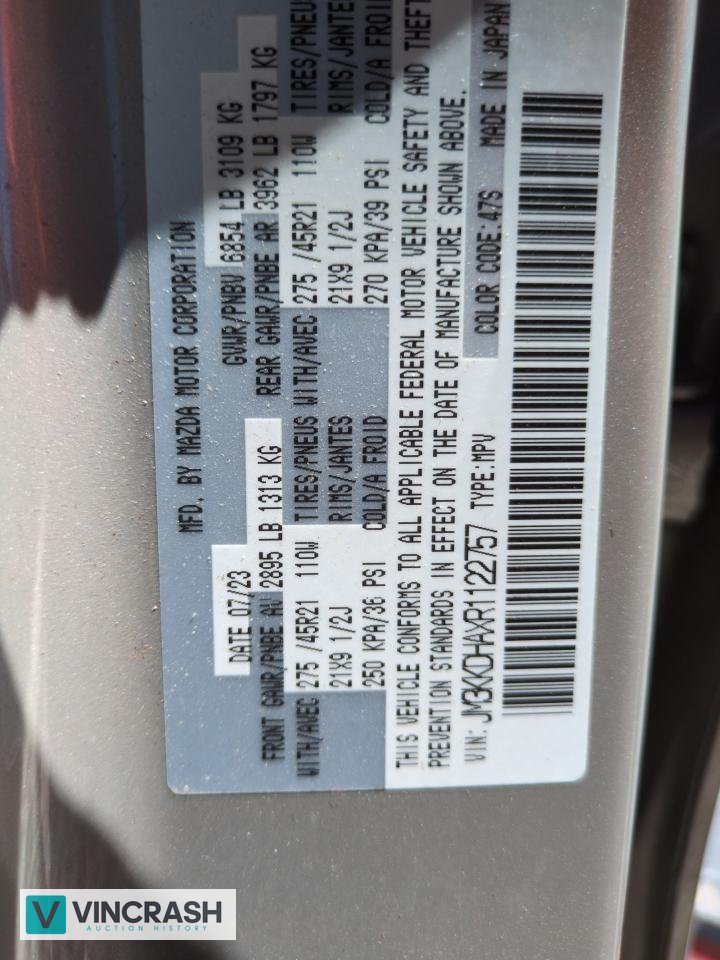 MFD. BY MAZDA MOTOR CORPORATION
DATE 07/23 GVWR/PNBV 6854 LB 3109 KG
FRONT GAWR/PNBE AV 2895 LB 1313 KG REAR GAWR/PNBE AR 3962 LB 1797 KG
WITH/AVEC 275 /45R21 110W TIRES/PNEUS WITH/AVEC 275 /45R21 110W TIRES/PNEU
21X9 1/2J RIMS/JANTES 21X9 1/2J RIMS/JANTES
250 KPA/36 PSI COLD/A FROID 270 KPA/39 PSI COLD/A FROID
THIS VEHICLE CONFORMS TO ALL APPLICABLE FEDERAL MOTOR VEHICLE SAFETY AND THEFT
PREVENTION STANDARDS IN EFFECT ON THE DATE OF MANUFACTURE SHOWN ABOVE.
VIN: JM3KKDHAXR1122757 TYPE:MPV COLOR CODE:47S MADE IN JAPAN
VINCRASH
AUCTION HISTORY